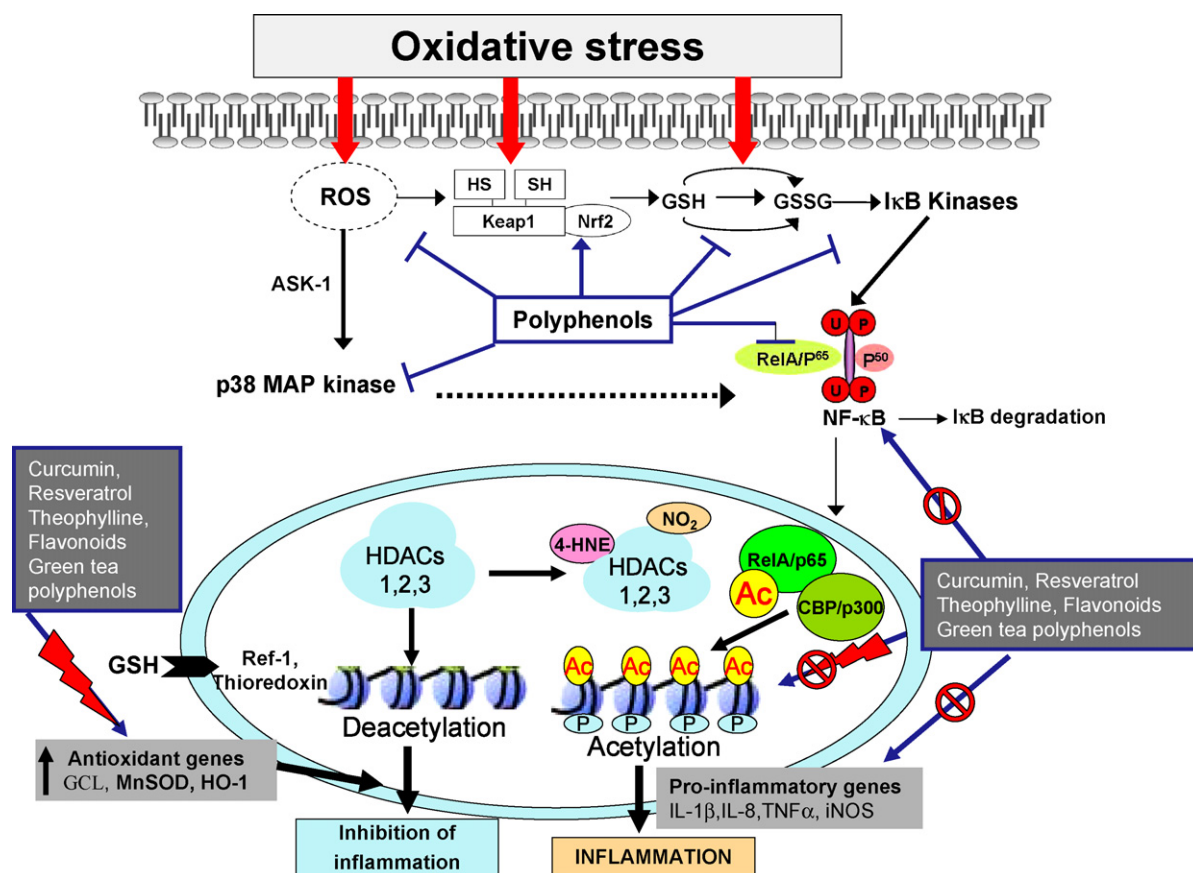 Oxidative stress
ROS
HS
SH
Keap1
Nrf2
GSH
GSSG
IκB Kinases
ASK-1
Polyphenols
U
P
RelA/P⁶⁵
P⁵⁰
U
P
p38 MAP kinase
NF-κB
IκB degradation
Curcumin,
Resveratrol
Theophylline,
Flavonoids
Green tea
polyphenols
HDACs
1,2,3
4-HNE
NO₂
HDACs
1,2,3
RelA/p65
Ac
CBP/p300
Curcumin, Resveratrol
Theophylline, Flavonoids
Green tea polyphenols
GSH
Ref-1,
Thioredoxin
Ac
Ac
Ac
Ac
P
P
P
P
Deacetylation
Acetylation
Antioxidant genes
GCL, MnSOD, HO-1
Pro-inflammatory genes
IL-1β,IL-8,TNFα, iNOS
Inhibition of
inflammation
INFLAMMATION